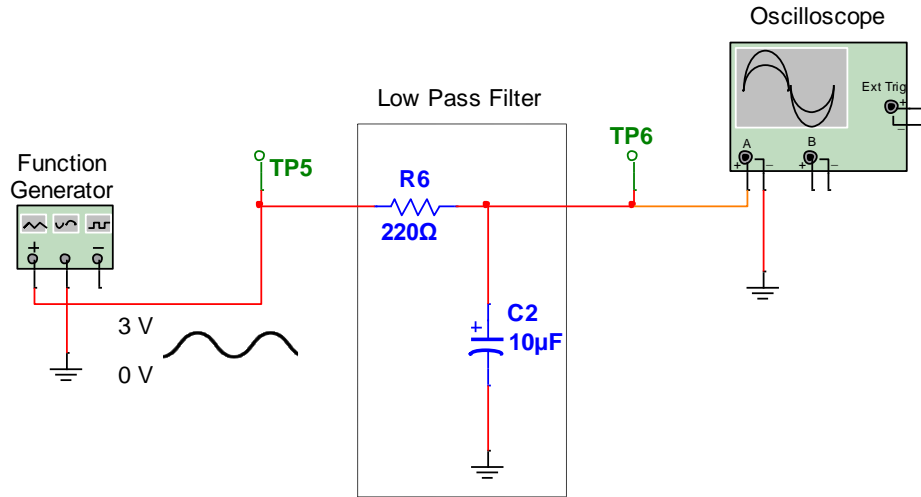 Oscilloscope
Ext Trig
+
−
A
B
+ −
+ −
Low Pass Filter
TP5
TP6
Function
Generator
+ −
R6
220Ω
3 V
0 V
+
C2
10µF